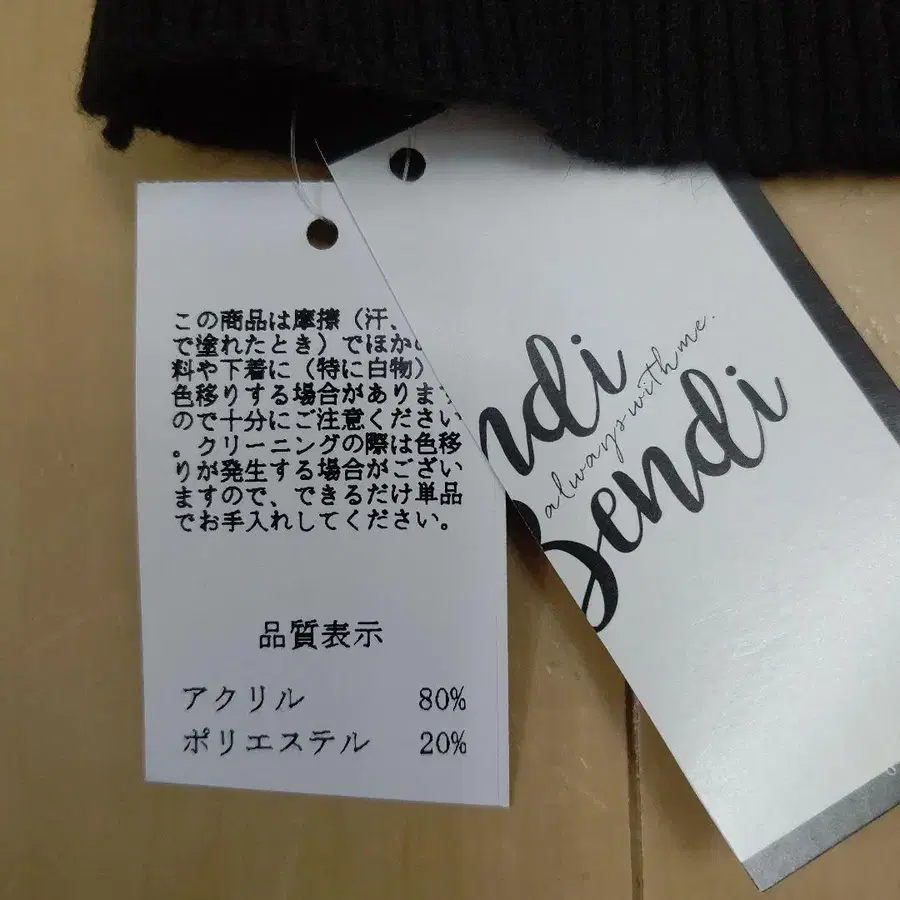 この商品は摩擦（汗、
で塗れたとき）でほか
料や下着に（特に白物）
色移りする場合がありま
ので十分にご注意ください
。クリーニングの際は色移
りが発生する場合がござい
ますので、できるだけ単品
でお手入れしてください。
品質表示
アクリル 80%
ポリエステル 20%
ndi
always with me.
Bendi